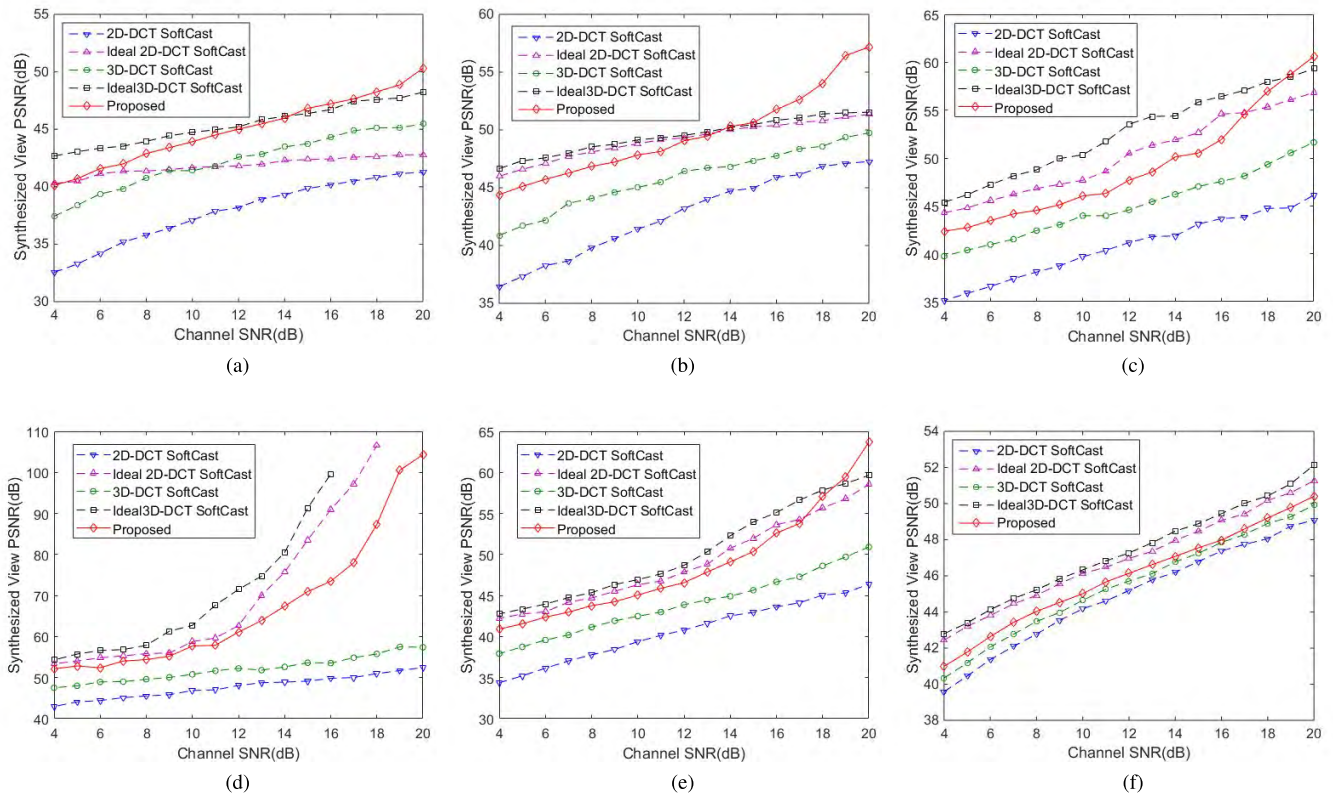 60
55
50
45
40
35
30
Synthesized View PSNR(dB)
2D-DCT SoftCast
Ideal 2D-DCT SoftCast
3D-DCT SoftCast
Ideal3D-DCT SoftCast
Proposed
4 6 8 10 12 14 16 18 20
Channel SNR(dB)
(a)
60
55
50
45
40
35
Synthesized View PSNR(dB)
2D-DCT SoftCast
Ideal 2D-DCT SoftCast
3D-DCT SoftCast
Ideal3D-DCT SoftCast
Proposed
4 6 8 10 12 14 16 18 20
Channel SNR(dB)
(b)
65
60
55
50
45
40
35
Synthesized View PSNR(dB)
2D-DCT SoftCast
Ideal 2D-DCT SoftCast
3D-DCT SoftCast
Ideal3D-DCT SoftCast
Proposed
4 6 8 10 12 14 16 18 20
Channel SNR(dB)
(c)
110
100
90
80
70
60
50
40
Synthesized View PSNR(dB)
2D-DCT SoftCast
Ideal 2D-DCT SoftCast
3D-DCT SoftCast
Ideal3D-DCT SoftCast
Proposed
4 6 8 10 12 14 16 18 20
Channel SNR(dB)
(d)
65
60
55
50
45
40
35
30
Synthesized View PSNR(dB)
2D-DCT SoftCast
Ideal 2D-DCT SoftCast
3D-DCT SoftCast
Ideal3D-DCT SoftCast
Proposed
4 6 8 10 12 14 16 18 20
Channel SNR(dB)
(e)
54
52
50
48
46
44
42
40
38
Synthesized View PSNR(dB)
2D-DCT SoftCast
Ideal 2D-DCT SoftCast
3D-DCT SoftCast
Ideal3D-DCT SoftCast
Proposed
4 6 8 10 12 14 16 18 20
Channel SNR(dB)
(f)